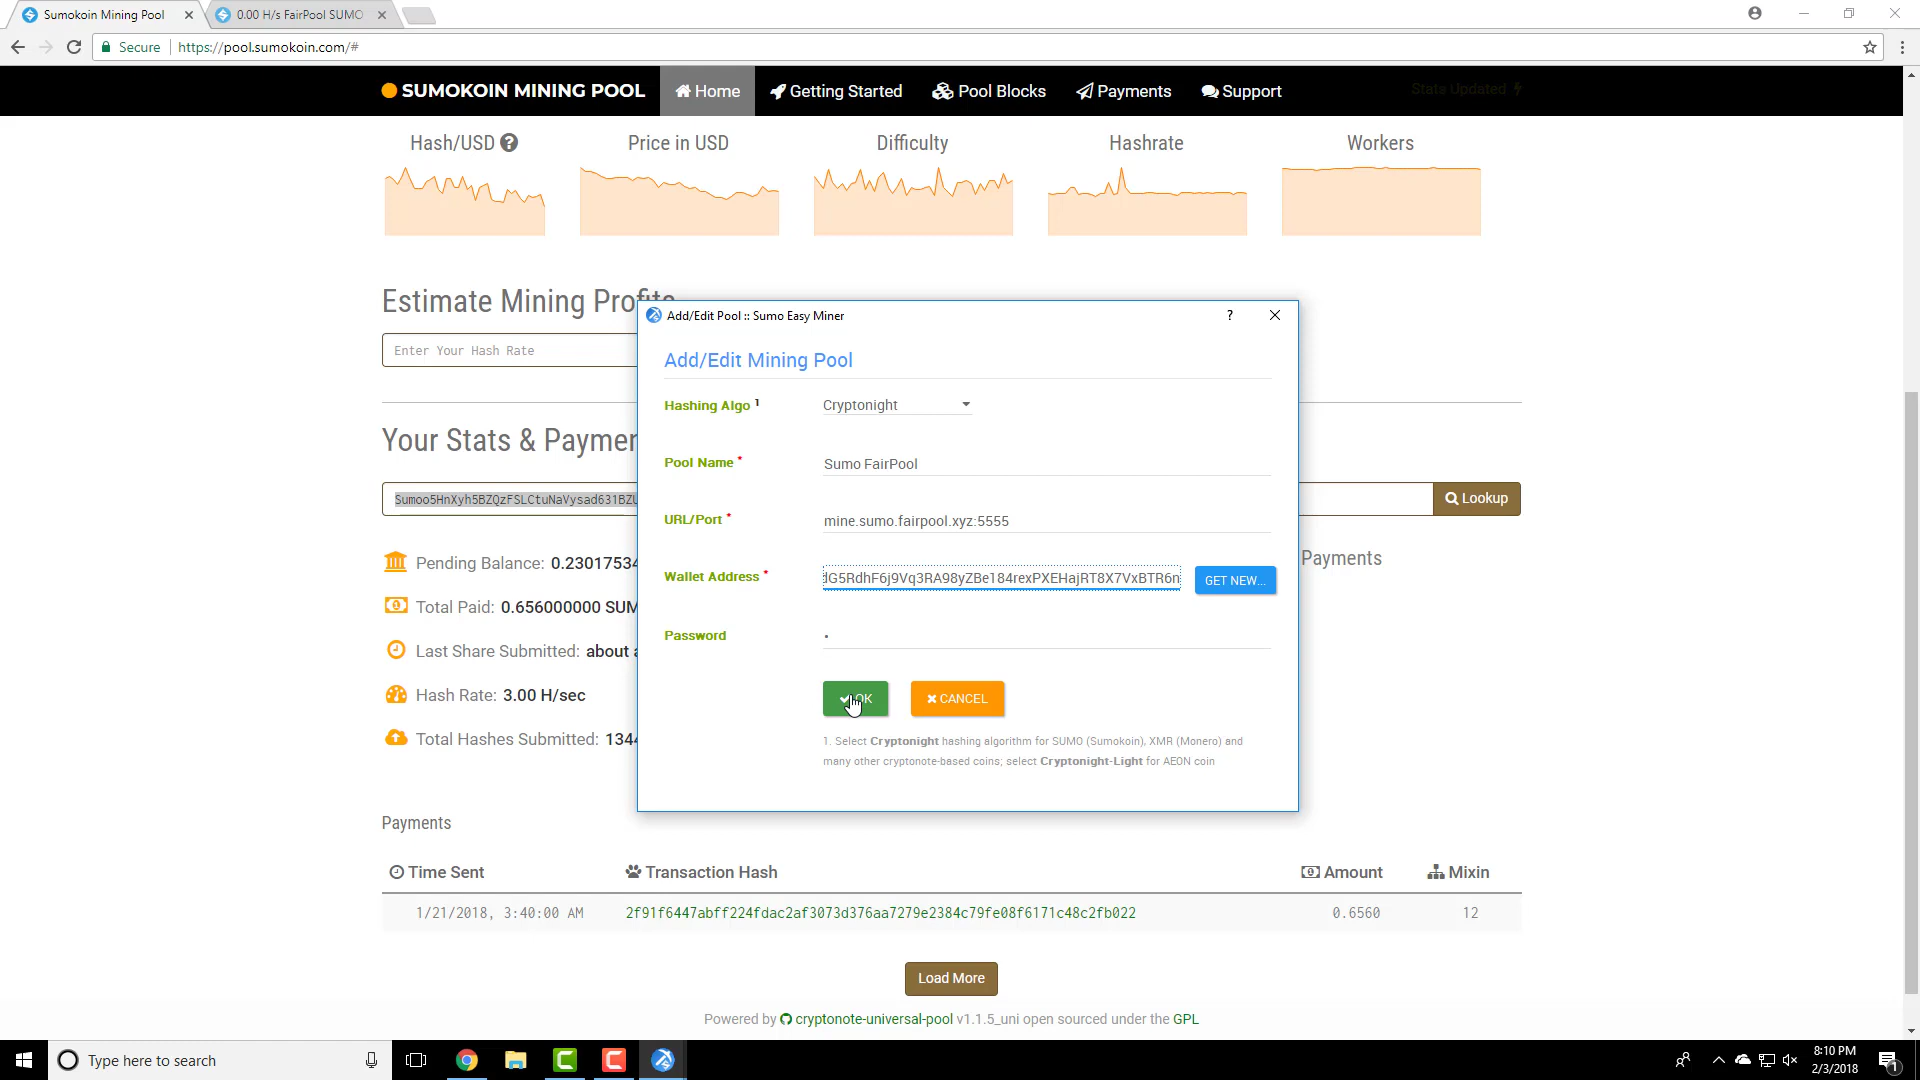 Sumokoin Mining Pool
0.00 H/s FairPool SUMO
Secure https://pool.sumokoin.com/#
SUMOKOIN MINING POOL Home Getting Started Pool Blocks Payments Support Stats Updated
Hash/USD Price in USD Difficulty Hashrate Workers
Estimate Mining Profits
Enter Your Hash Rate
Add/Edit Pool :: Sumo Easy Miner
Add/Edit Mining Pool
Hashing Algo 1 Cryptonight
Pool Name * Sumo FairPool
URL/Port * mine.sumo.fairpool.xyz:5555
Wallet Address * IG5RdhF6j9Vq3RA98yZBe184rexPXEHajRT8X7VxBTR6n GET NEW...
Password
OK CANCEL
1. Select Cryptonight hashing algorithm for SUMO (Sumokoin), XMR (Monero) and
many other cryptonote-based coins; select Cryptonight-Light for AEON coin
Your Stats & Paymen
Sumoo5HnXyh5BZQzFSLCtuNaVysad631BZU Lookup
Pending Balance: 0.23017534 Payments
Total Paid: 0.656000000 SUM
Last Share Submitted: about a
Hash Rate: 3.00 H/sec
Total Hashes Submitted: 1344
Payments
Time Sent Transaction Hash Amount Mixin
1/21/2018, 3:40:00 AM 2f91f6447abff224fdac2af3073d376aa7279e2384c79fe08f6171c48c2fb022 0.6560 12
Load More
Powered by cryptonote-universal-pool v1.1.5_uni open sourced under the GPL
Type here to search
8:10 PM
2/3/2018
1